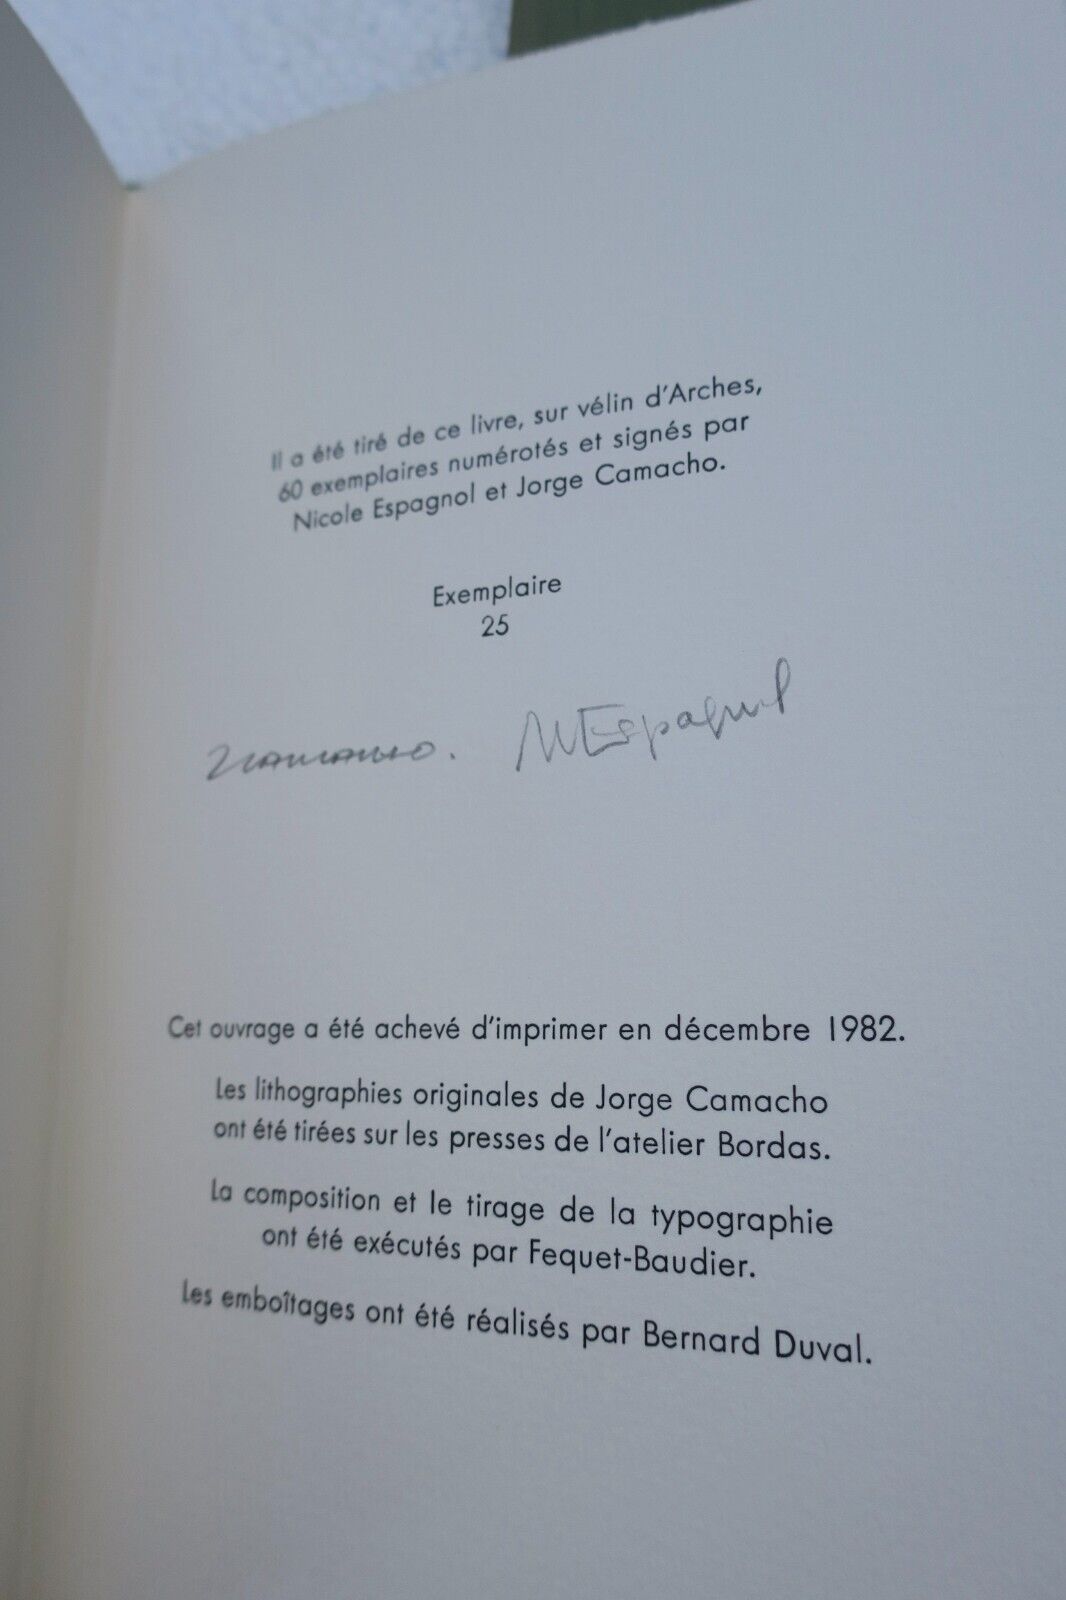 Il a été tiré de ce livre, sur vélin d'Arches,
60 exemplaires numérotés et signés par
Nicole Espagnol et Jorge Camacho.
Exemplaire
25
Camacho. NEspagnol
Cet ouvrage a été achevé d'imprimer en décembre 1982.
Les lithographies originales de Jorge Camacho
ont été tirées sur les presses de l'atelier Bordas.
La composition et le tirage de la typographie
ont été exécutés par Fequet-Baudier.
Les emboîtages ont été réalisés par Bernard Duval.